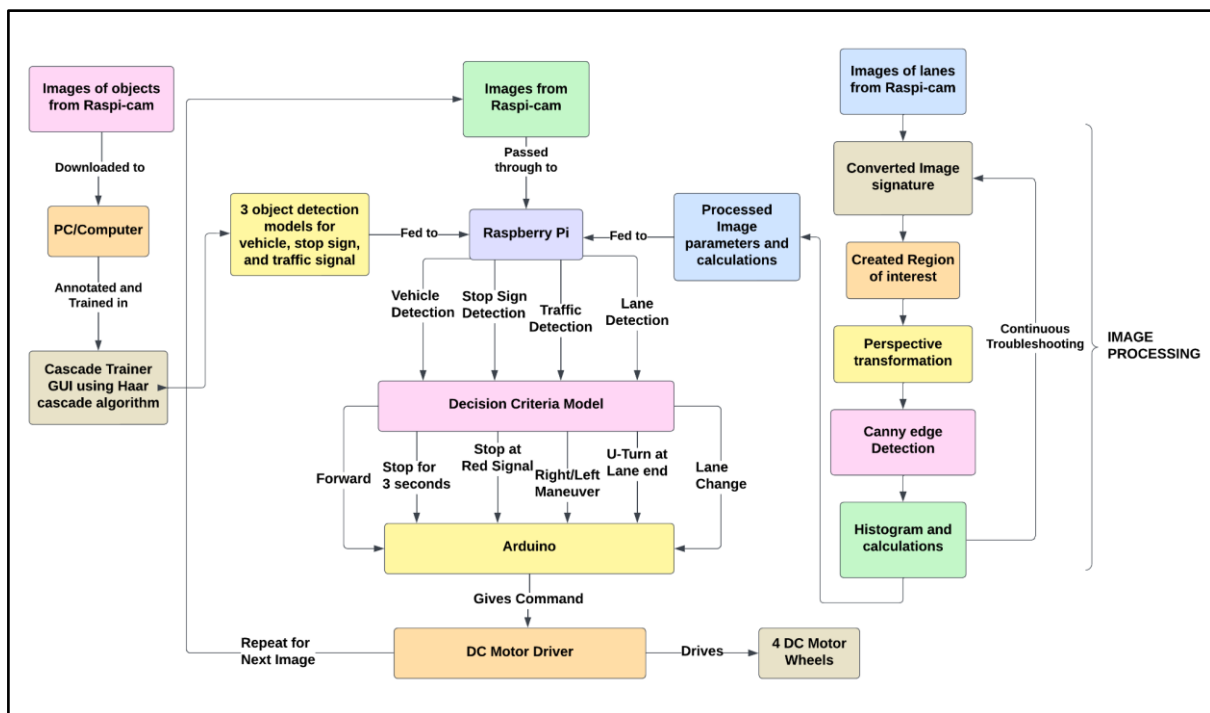 Images of objects
from Raspi-cam
Downloaded to
PC/Computer
Annotated and
Trained in
Cascade Trainer
GUI using Haar
cascade algorithm
3 object detection
models for
vehicle, stop sign,
and traffic signal
Fed to
Images from
Raspi-cam
Passed
through to
Raspberry Pi
Vehicle
Detection
Stop Sign
Detection
Traffic
Detection
Lane
Detection
Decision Criteria Model
Forward
Stop for
3 seconds
Stop at
Red Signal
Right/Left
Maneuver
U-Turn at
Lane end
Lane
Change
Arduino
Gives Command
DC Motor Driver
Repeat for
Next Image
Drives
4 DC Motor
Wheels
Fed to
Processed
Image
parameters and
calculations
Images of lanes
from Raspi-cam
Converted Image
signature
Created Region
of interest
Perspective
transformation
Canny edge
Detection
Histogram and
calculations
Continuous
Troubleshooting
IMAGE
PROCESSING